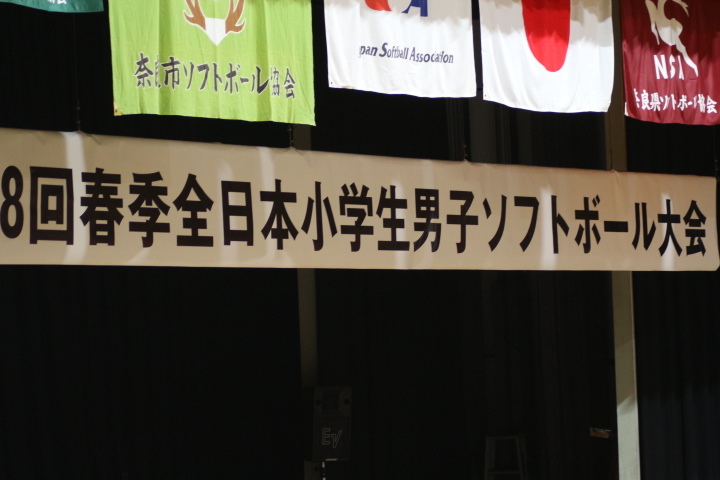 奈良市ソフトボール協会
pan Softball Association
奈良県ソフトボール協会
8回春季全日本小学生男子ソフトボール大会
EV